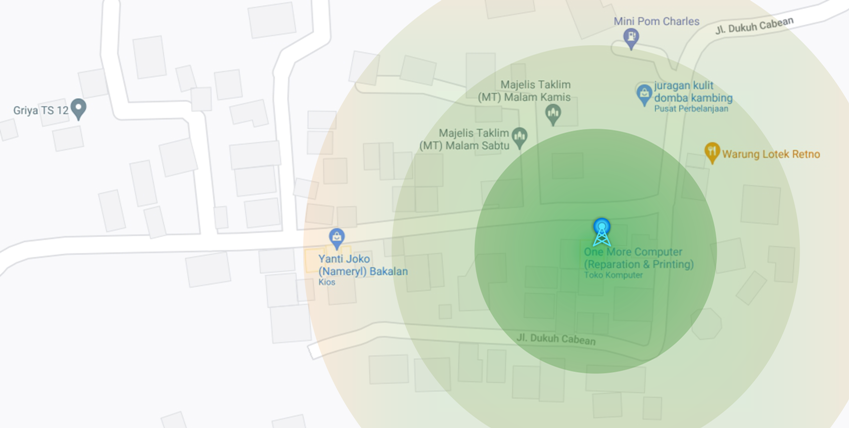 Mini Pom Charles
Jl. Dukuh Cabean
juragan kulit
domba kambing
Pusat Perbelanjaan
Majelis Taklim
(MT) Malam Kamis
Griya TS 12
Majelis Taklim
(MT) Malam Sabtu
Warung Lotek Retno
One More Computer
(Reparation & Printing)
Toko Komputer
Yanti Joko
(Nameryl) Bakalan
Kios
Jl. Dukuh Cabean